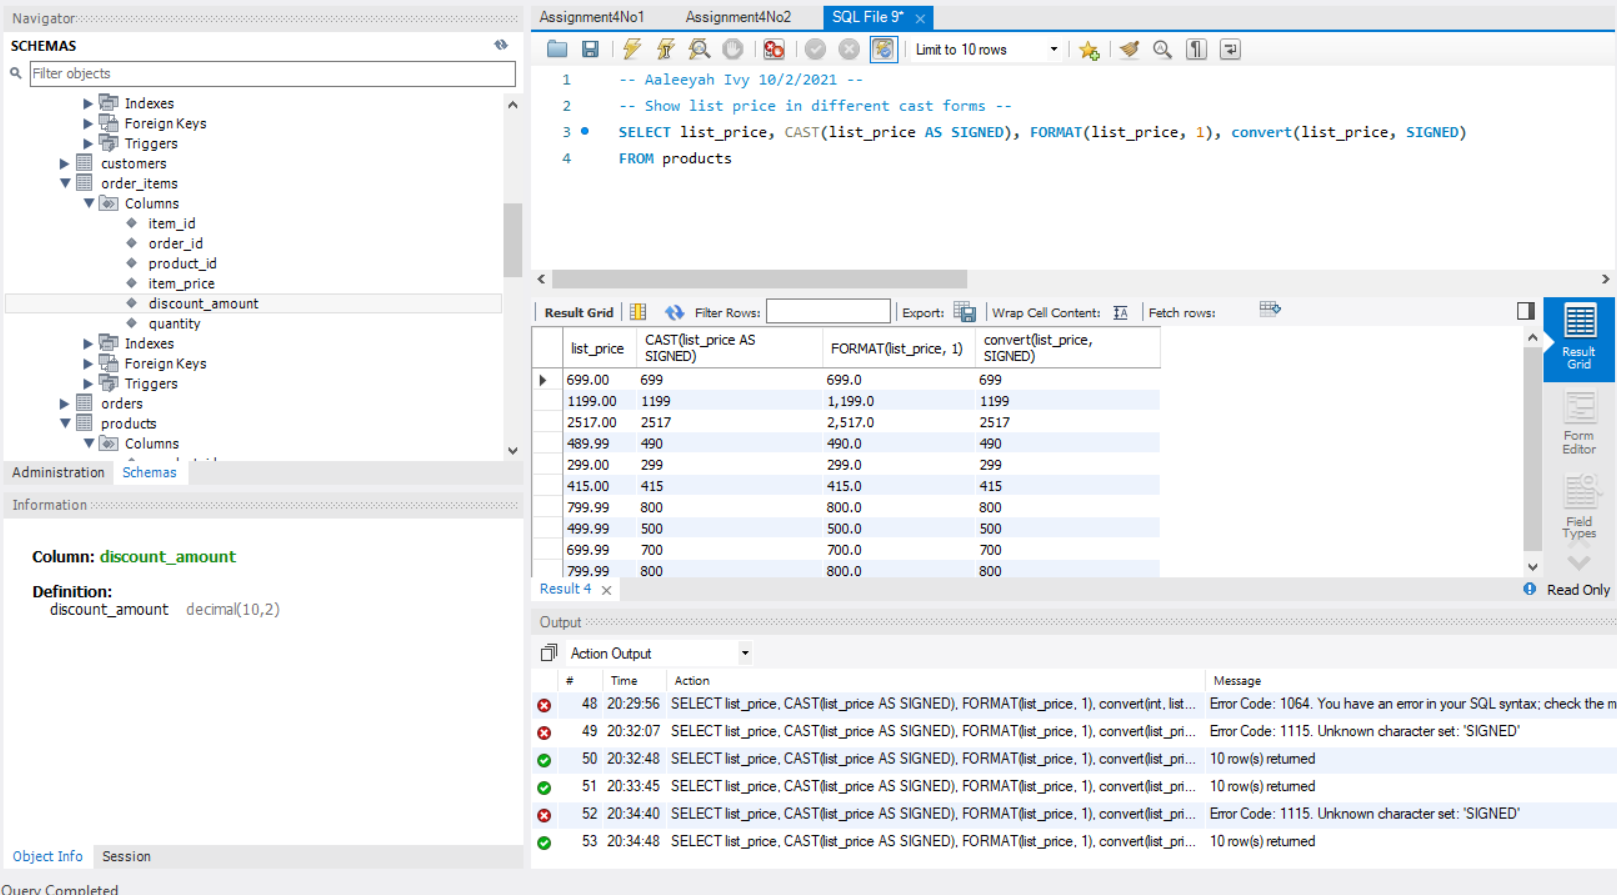 Navigator
SCHEMAS
Filter objects
Indexes
Foreign Keys
Triggers
customers
order_items
Columns
item_id
order_id
product_id
item_price
discount_amount
quantity
Indexes
Foreign Keys
Triggers
orders
products
Columns
Administration Schemas
Information
Column: discount_amount
Definition:
discount_amount decimal(10,2)
Object Info Session
Query Completed
Assignment4No1 Assignment4No2 SQL File 9*
Limit to 10 rows
1 -- Aaleeyah Ivy 10/2/2021 --
2 -- Show list price in different cast forms --
3 SELECT list_price, CAST(list_price AS SIGNED), FORMAT(list_price, 1), convert(list_price, SIGNED)
4 FROM products
Result Grid Filter Rows: Export: Wrap Cell Content: Fetch rows:
list_price CAST(list_price AS SIGNED) FORMAT(list_price, 1) convert(list_price, SIGNED)
699.00 699 699.0 699
1199.00 1199 1,199.0 1199
2517.00 2517 2,517.0 2517
489.99 490 490.0 490
299.00 299 299.0 299
415.00 415 415.0 415
799.99 800 800.0 800
499.99 500 500.0 500
699.99 700 700.0 700
799.99 800 800.0 800
Result Grid
Form Editor
Field Types
Result 4 Read Only
Output
Action Output
# Time Action Message
48 20:29:56 SELECT list_price, CAST(list_price AS SIGNED), FORMAT(list_price, 1), convert(int, list... Error Code: 1064. You have an error in your SQL syntax; check the m
49 20:32:07 SELECT list_price, CAST(list_price AS SIGNED), FORMAT(list_price, 1), convert(list_pri... Error Code: 1115. Unknown character set: 'SIGNED'
50 20:32:48 SELECT list_price, CAST(list_price AS SIGNED), FORMAT(list_price, 1), convert(list_pri... 10 row(s) returned
51 20:33:45 SELECT list_price, CAST(list_price AS SIGNED), FORMAT(list_price, 1), convert(list_pri... 10 row(s) returned
52 20:34:40 SELECT list_price, CAST(list_price AS SIGNED), FORMAT(list_price, 1), convert(list_pri... Error Code: 1115. Unknown character set: 'SIGNED'
53 20:34:48 SELECT list_price, CAST(list_price AS SIGNED), FORMAT(list_price, 1), convert(list_pri... 10 row(s) returned